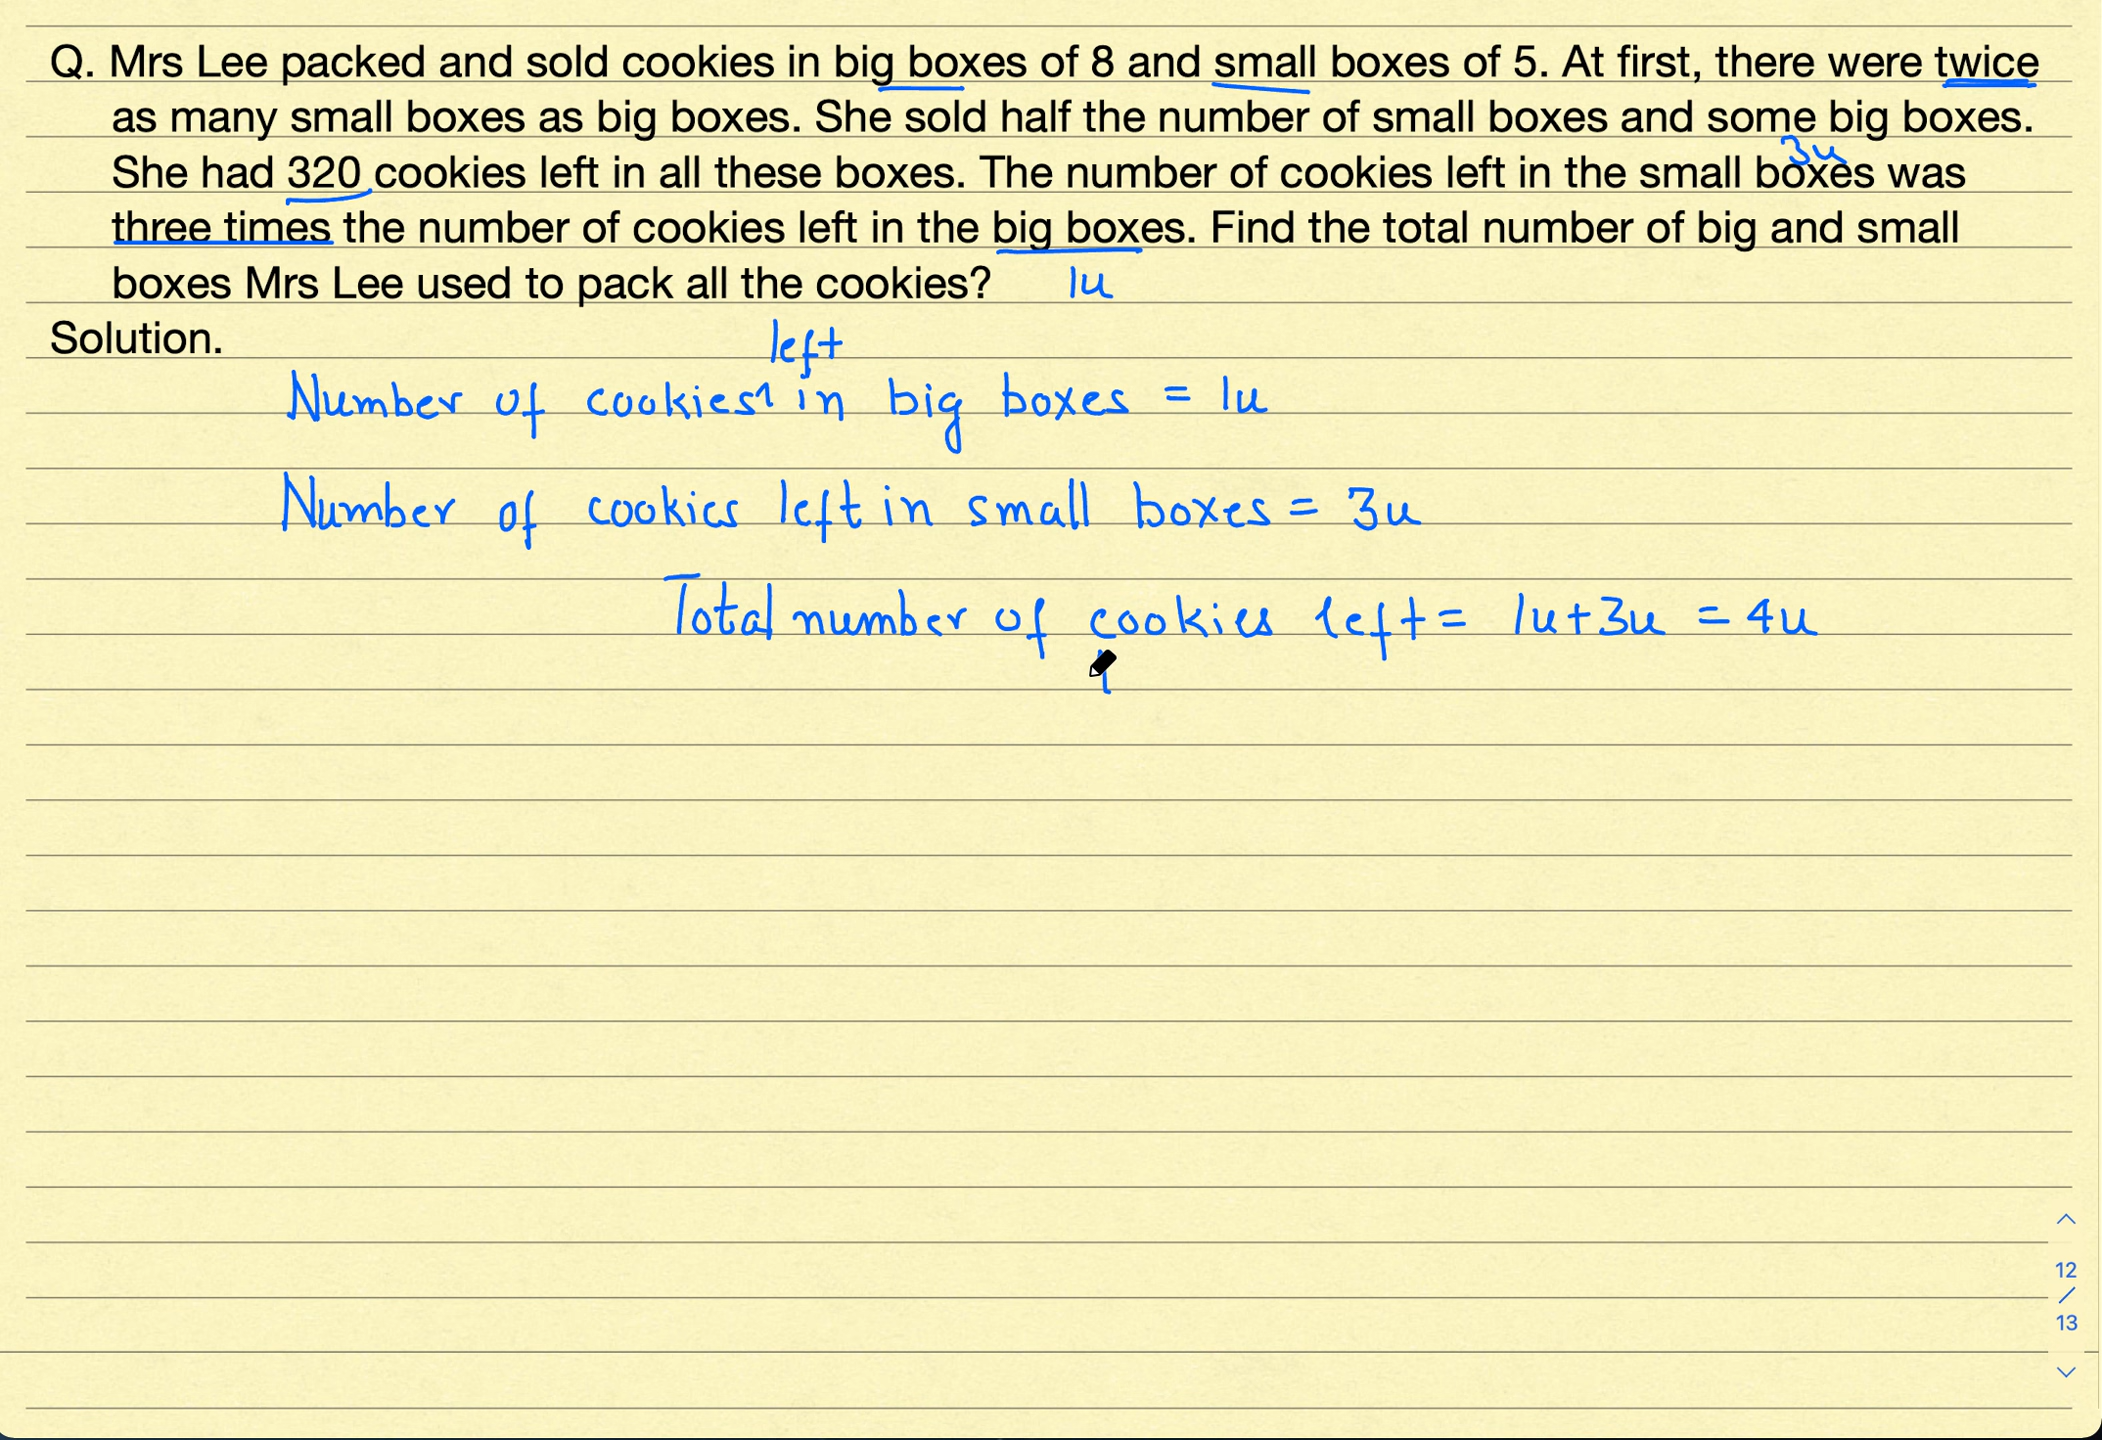 Q. Mrs Lee packed and sold cookies in big boxes of 8 and small boxes of 5. At first, there were twice
as many small boxes as big boxes. She sold half the number of small boxes and some big boxes.
3u
She had 320 cookies left in all these boxes. The number of cookies left in the small boxes was
three times the number of cookies left in the big boxes. Find the total number of big and small
boxes Mrs Lee used to pack all the cookies? 1u
Solution.
left
Number of cookies in big boxes = 1u
Number of cookies left in small boxes = 3u
Total number of cookies left = 1u+3u = 4u
12
/
13